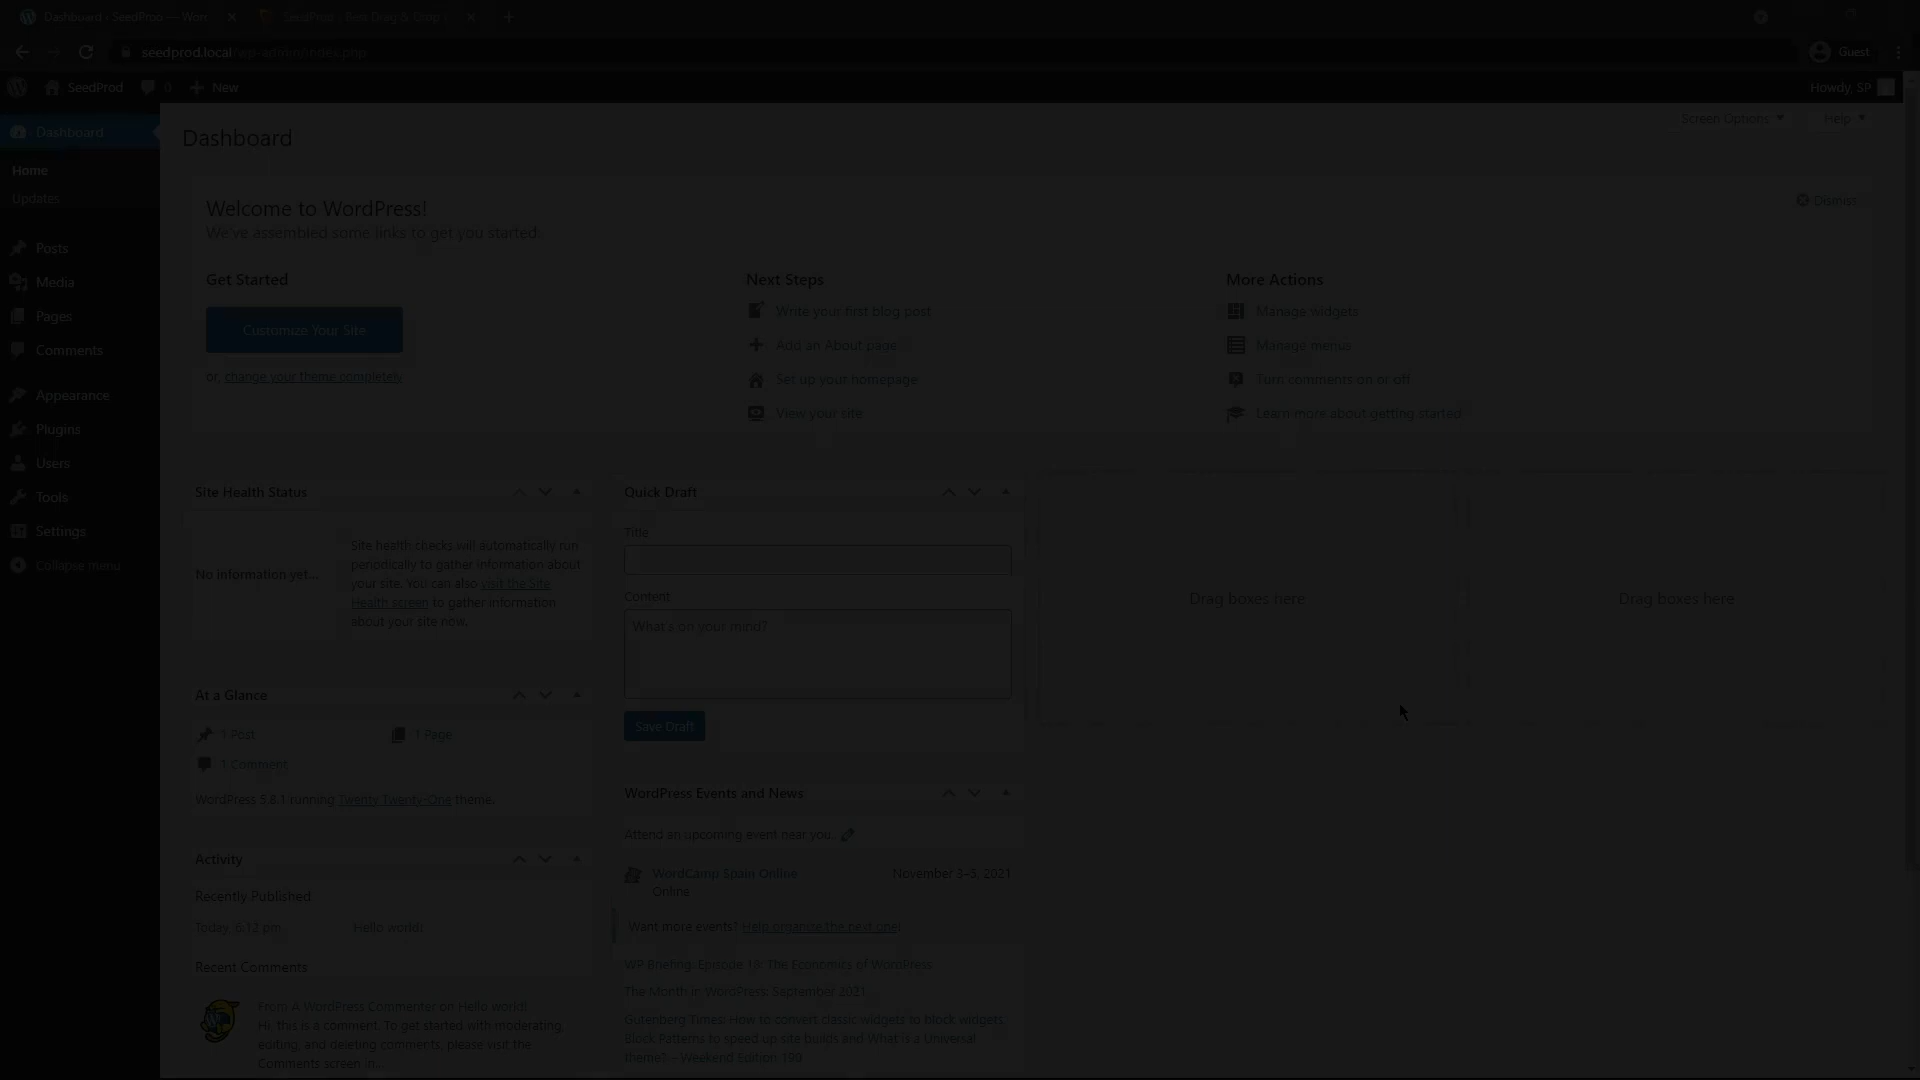 Dashboard ‹ SeedProd — Wor
SeedProd - Best Drag & Drop
seedprod.local/wp-admin/index.php
Guest
SeedProd
0
New
Howdy, SP
Dashboard
Home
Updates
Posts
Media
Pages
Comments
Appearance
Plugins
Users
Tools
Settings
Collapse menu
Dashboard
Screen Options
Help
Welcome to WordPress!
We've assembled some links to get you started:
Dismiss
Get Started
Customize Your Site
or, change your theme completely
Next Steps
Write your first blog post
Add an About page
Set up your homepage
View your site
More Actions
Manage widgets
Manage menus
Turn comments on or off
Learn more about getting started
Site Health Status
No information yet...
Site health checks will automatically run
periodically to gather information about
your site. You can also visit the Site
Health screen to gather information
about your site now.
At a Glance
1 Post
1 Page
1 Comment
WordPress 5.8.1 running Twenty Twenty-One theme.
Activity
Recently Published
Today, 6:12 pm
Hello world!
Recent Comments
From A WordPress Commenter on Hello world!
Hi, this is a comment. To get started with moderating,
editing, and deleting comments, please visit the
Comments screen in...
Quick Draft
Title
Content
What's on your mind?
Save Draft
WordPress Events and News
Attend an upcoming event near you.
WordCamp Spain Online
November 3–5, 2021
Online
Want more events? Help organize the next one!
WP Briefing: Episode 18: The Economics of WordPress
The Month in WordPress: September 2021
Gutenberg Times: How to convert classic widgets to block widgets,
Block Patterns to speed up site builds and What is a Universal
theme? – Weekend Edition 190
Drag boxes here
Drag boxes here